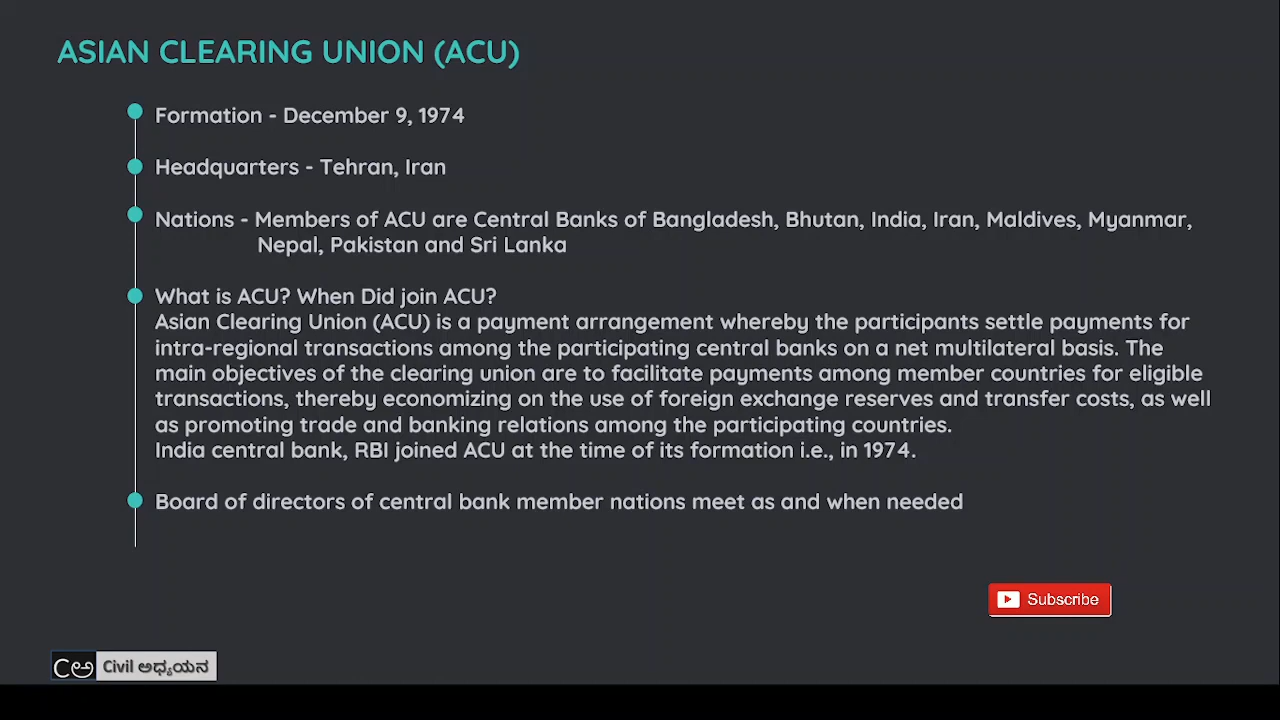 ASIAN CLEARING UNION (ACU)
Formation - December 9, 1974
Headquarters - Tehran, Iran
Nations - Members of ACU are Central Banks of Bangladesh, Bhutan, India, Iran, Maldives, Myanmar,
Nepal, Pakistan and Sri Lanka
What is ACU? When Did join ACU?
Asian Clearing Union (ACU) is a payment arrangement whereby the participants settle payments for
intra-regional transactions among the participating central banks on a net multilateral basis. The
main objectives of the clearing union are to facilitate payments among member countries for eligible
transactions, thereby economizing on the use of foreign exchange reserves and transfer costs, as well
as promoting trade and banking relations among the participating countries.
India central bank, RBI joined ACU at the time of its formation i.e., in 1974.
Board of directors of central bank member nations meet as and when needed
Subscribe
Cಅ Civil ಅಧ್ಯಯನ